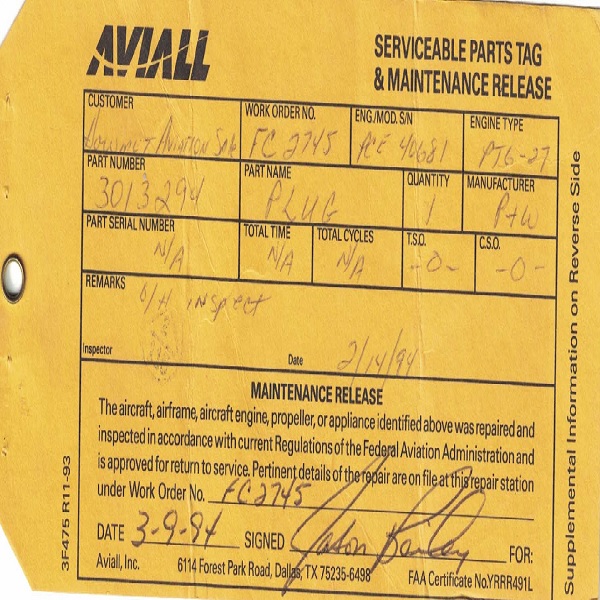 AVIALL
SERVICEABLE PARTS TAG
& MAINTENANCE RELEASE
CUSTOMER
WORK ORDER NO.
ENG./MOD. S/N
ENGINE TYPE
Aviation
FC 2745
PCE 40681
PT6-27
PART NUMBER
PART NAME
QUANTITY
MANUFACTURER
3013294
PLUG
1
P&W
PART SERIAL NUMBER
TOTAL TIME
TOTAL CYCLES
T.S.O.
C.S.O.
N/A
N/A
N/A
-0-
-0-
REMARKS
O/H inspect
Inspector
Date 2/14/94
MAINTENANCE RELEASE
The aircraft, airframe, aircraft engine, propeller, or appliance identified above was repaired and
inspected in accordance with current Regulations of the Federal Aviation Administration and
is approved for return to service. Pertinent details of the repair are on file at this repair station
under Work Order No. FC2745
DATE 3-9-94 SIGNED Jason Bailey FOR:
Aviall, Inc. 6114 Forest Park Road, Dallas, TX 75235-6498 FAA Certificate No.YRRR491L
3F475 R11-93
Supplemental Information on Reverse Side